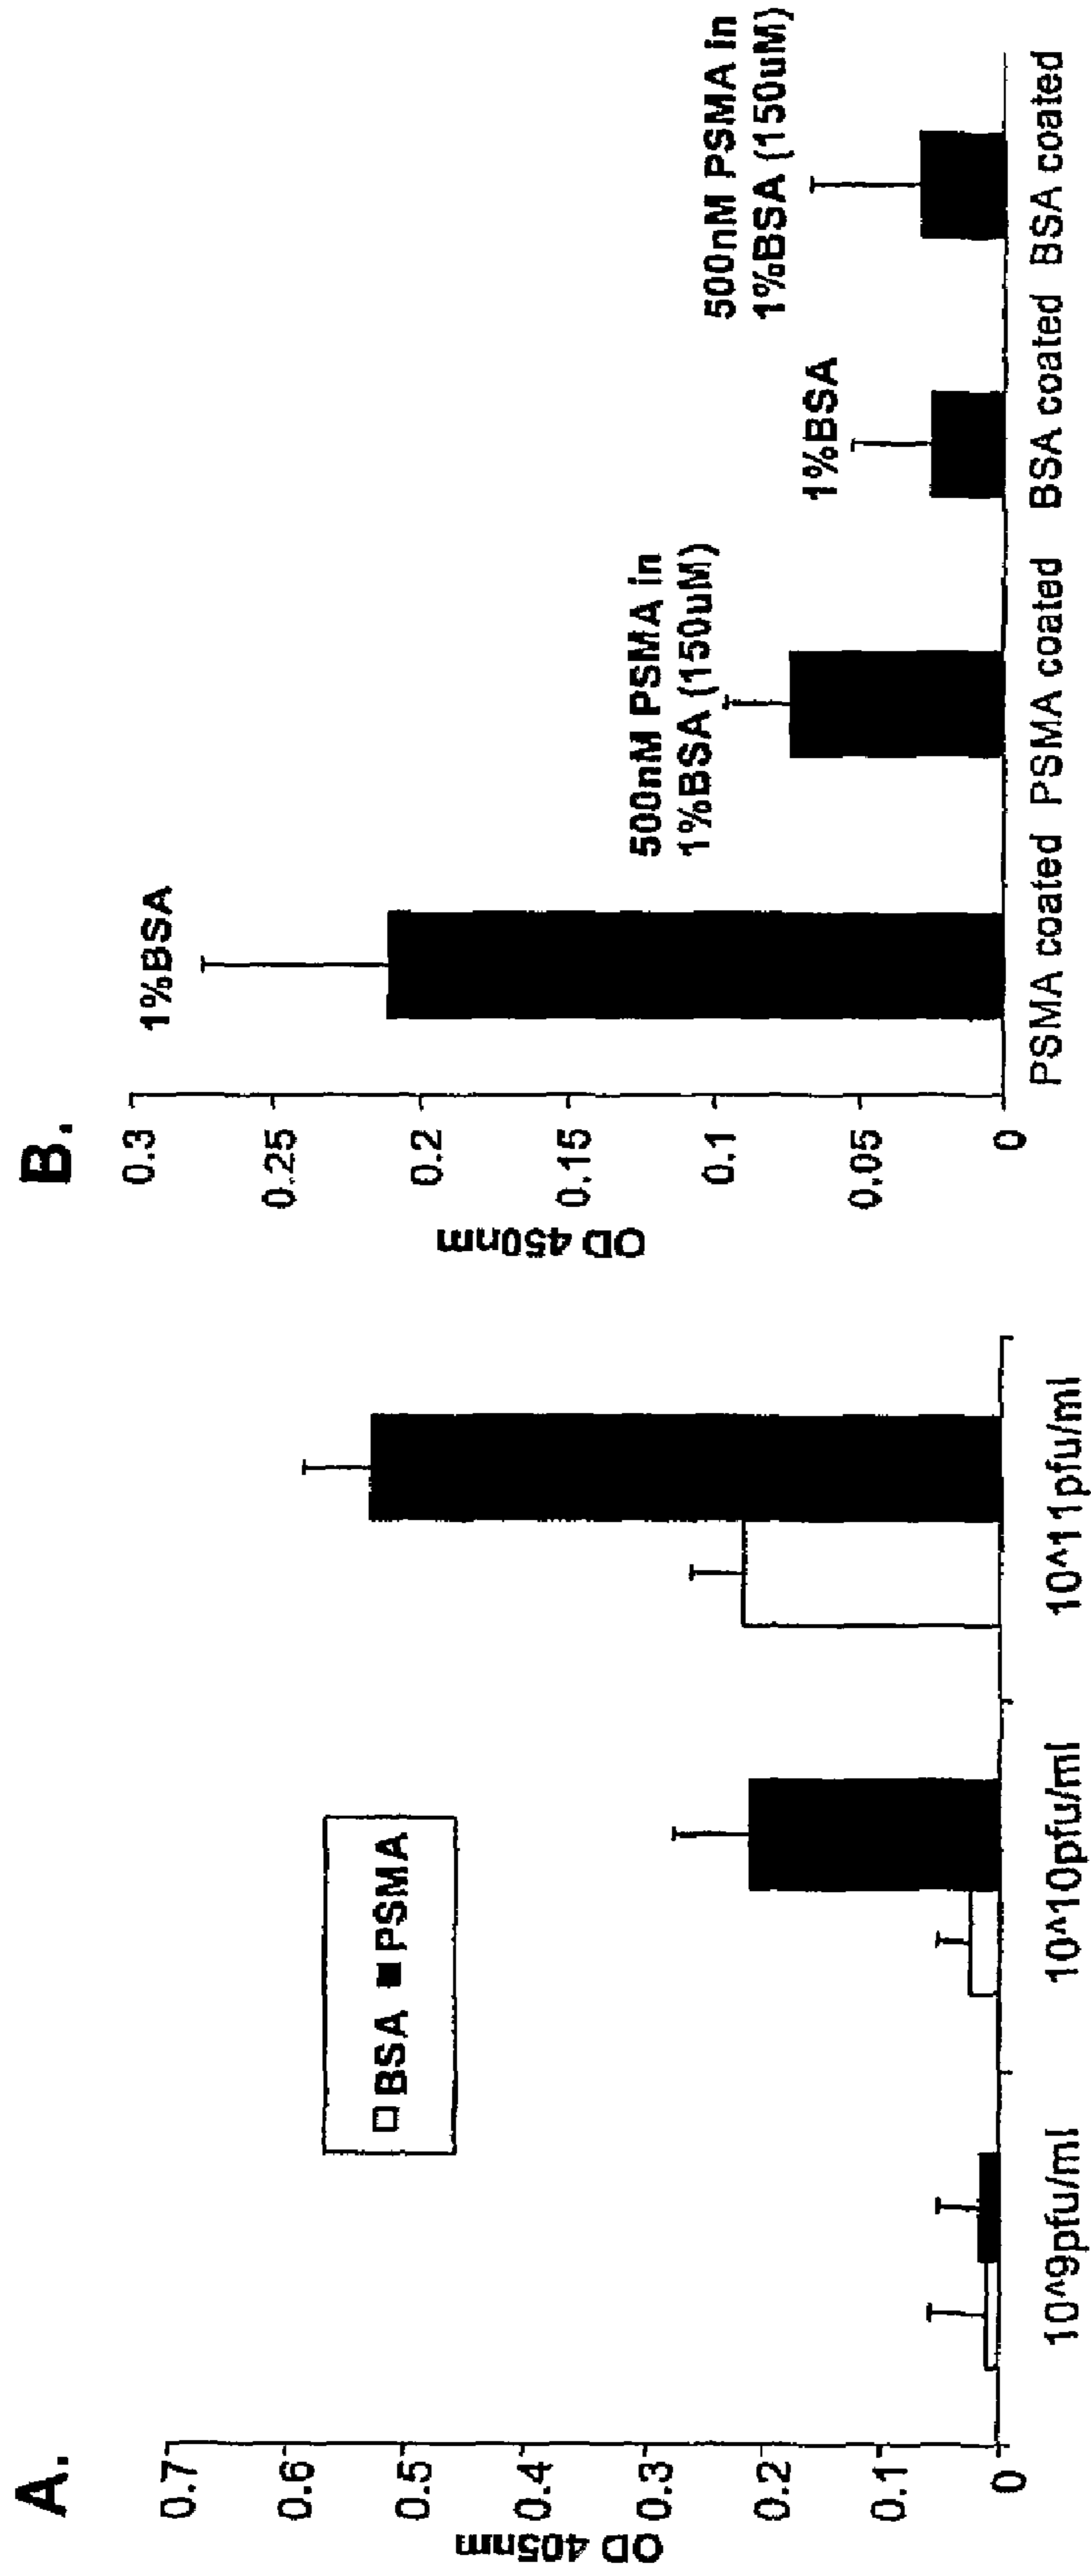 A.
OD 405nm
0.7
0.6
0.5
0.4
0.3
0.2
0.1
0
BSA PSMA
10^9pfu/ml
10^10pfu/ml
10^11pfu/ml
B.
OD 450nm
0.3
0.25
0.2
0.15
0.1
0.05
0
1%BSA
500nM PSMA in
1%BSA (150uM)
1%BSA
500nM PSMA in
1%BSA (150uM)
PSMA coated
PSMA coated
BSA coated
BSA coated